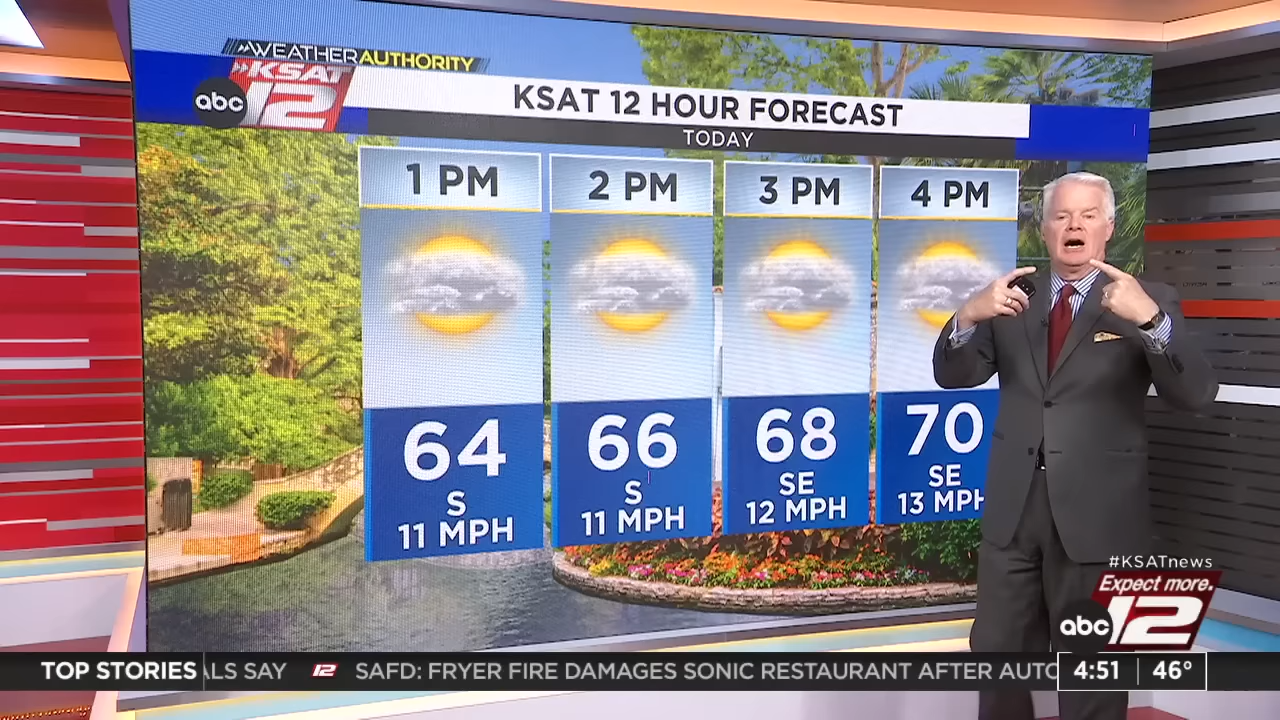 WEATHERAUTHORITY
KSAT
abc 12
KSAT 12 HOUR FORECAST
TODAY
1 PM
64
S
11 MPH
2 PM
66
S
11 MPH
3 PM
68
SE
12 MPH
4 PM
70
SE
13 MPH
#KSATnews
Expect more.
abc 12
TOP STORIES
ALS SAY 12 SAFD: FRYER FIRE DAMAGES SONIC RESTAURANT AFTER AUTO
4:51 46°